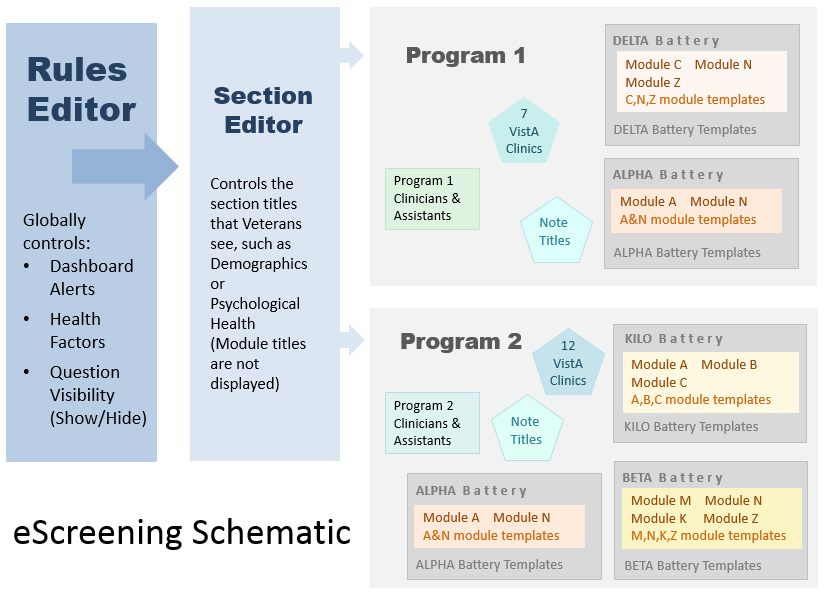 Rules
Editor
Globally
controls:
• Dashboard
Alerts
• Health
Factors
• Question
Visibility
(Show/Hide)
Section
Editor
Controls the
section titles
that Veterans
see, such as
Demographics
or
Psychological
Health
(Module titles
are not
displayed)
Program 1
7
VistA
Clinics
Program 1
Clinicians &
Assistants
Note
Titles
DELTA Battery
Module C Module N
Module Z
C,N,Z module templates
DELTA Battery Templates
ALPHA Battery
Module A Module N
A&N module templates
ALPHA Battery Templates
Program 2
12
VistA
Clinics
Program 2
Clinicians &
Assistants
Note
Titles
KILO Battery
Module A Module B
Module C
A,B,C module templates
KILO Battery Templates
ALPHA Battery
Module A Module N
A&N module templates
ALPHA Battery Templates
BETA Battery
Module M Module N
Module K Module Z
M,N,K,Z module templates
BETA Battery Templates
eScreening Schematic